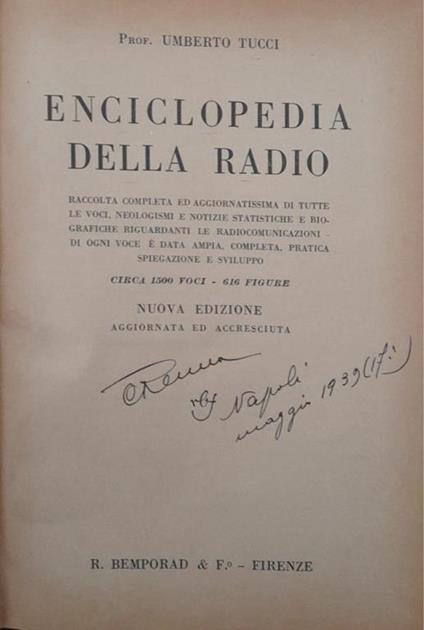 Prof. UMBERTO TUCCI
ENCICLOPEDIA
DELLA RADIO
RACCOLTA COMPLETA ED AGGIORNATISSIMA DI TUTTE
LE VOCI, NEOLOGISMI E NOTIZIE STATISTICHE E BIO-
GRAFICHE RIGUARDANTI LE RADIOCOMUNICAZIONI -
DI OGNI VOCE È DATA AMPIA, COMPLETA, PRATICA
SPIEGAZIONE E SVILUPPO
CIRCA 1500 VOCI - 616 FIGURE
NUOVA EDIZIONE
AGGIORNATA ED ACCRESCIUTA
Napoli
maggio 1939 (17º)
R. BEMPORAD & F.º - FIRENZE